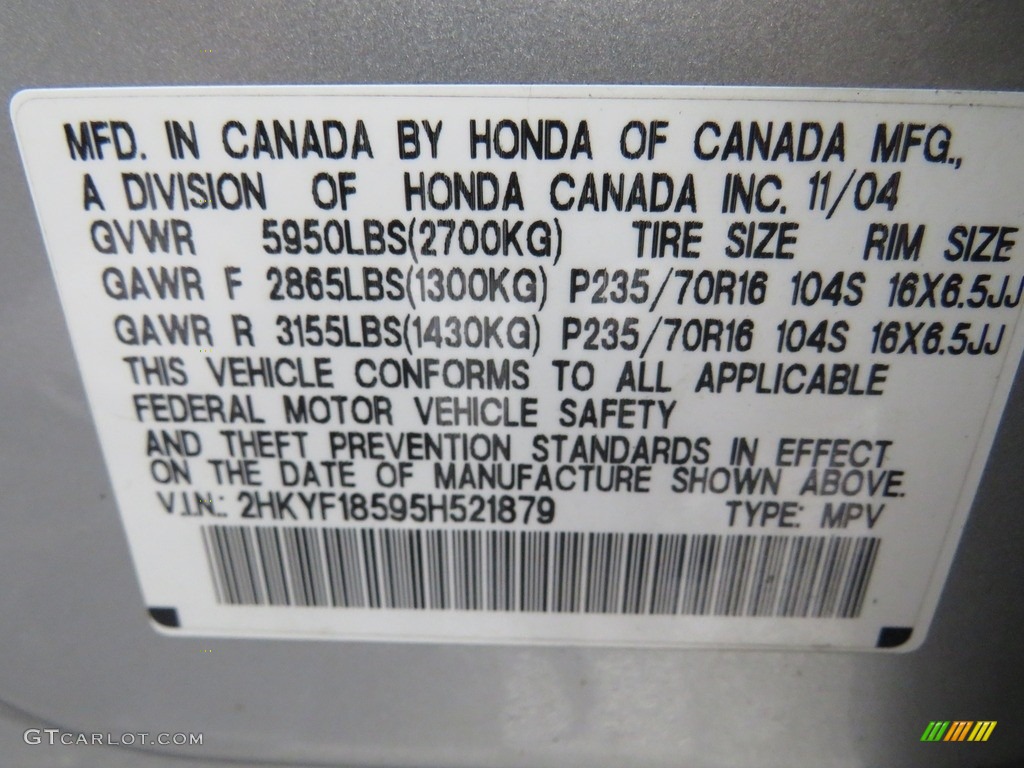 MFD. IN CANADA BY HONDA OF CANADA MFG.,
A DIVISION OF HONDA CANADA INC. 11/04
GVWR 5950LBS(2700KG) TIRE SIZE RIM SIZE
GAWR F 2865LBS(1300KG) P235/70R16 104S 16X6.5JJ
GAWR R 3155LBS(1430KG) P235/70R16 104S 16X6.5JJ
THIS VEHICLE CONFORMS TO ALL APPLICABLE
FEDERAL MOTOR VEHICLE SAFETY
AND THEFT PREVENTION STANDARDS IN EFFECT
ON THE DATE OF MANUFACTURE SHOWN ABOVE.
V.I.N.: 2HKYF18595H521879 TYPE: MPV
GTCARLOT.COM